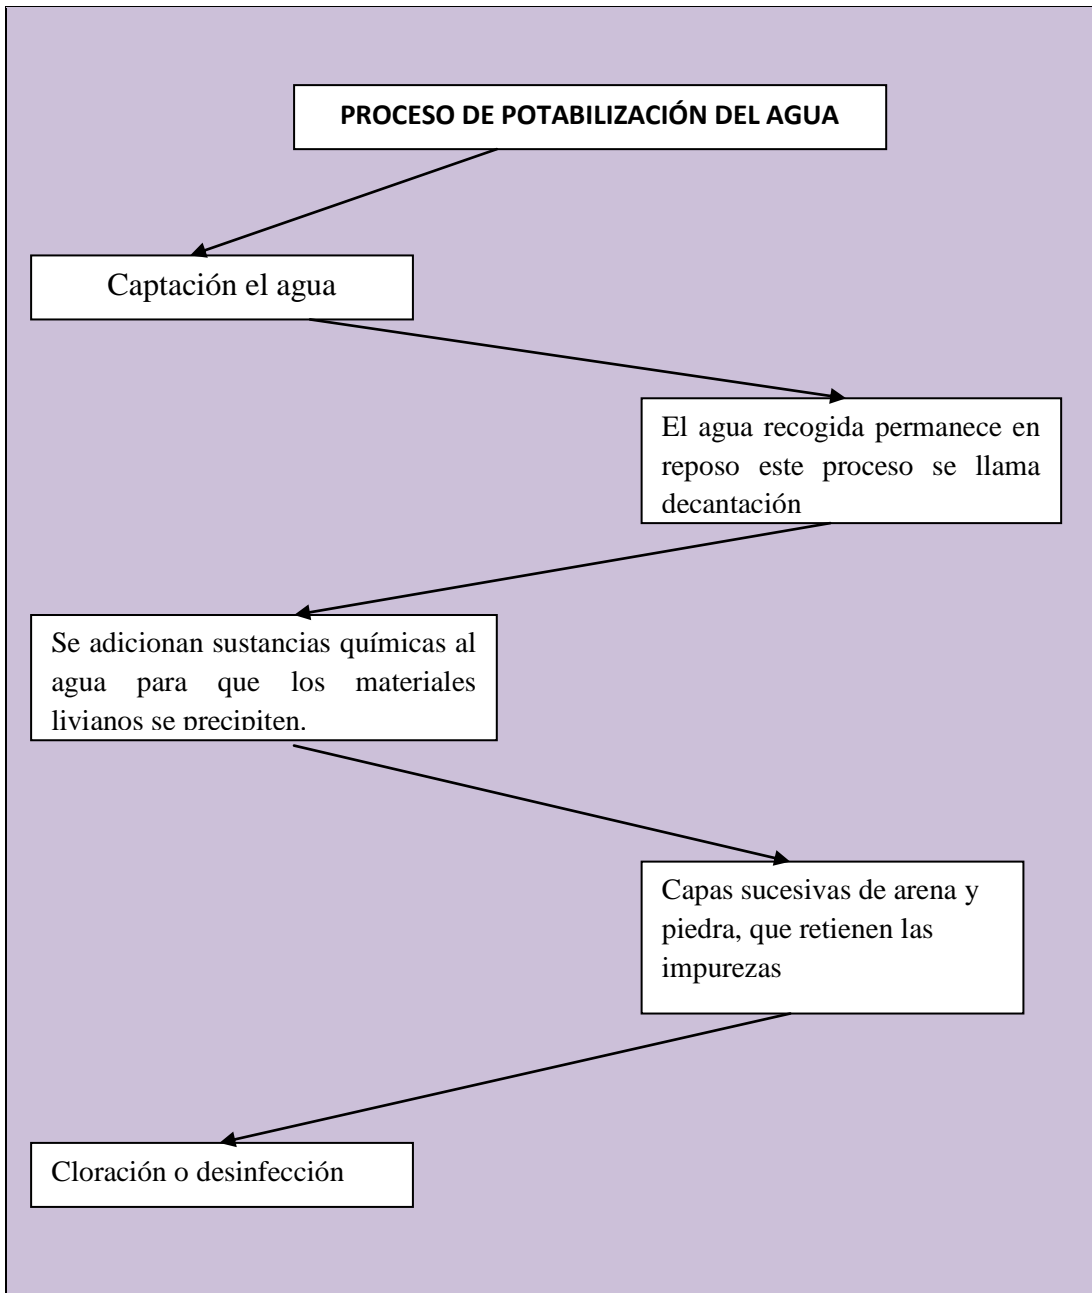 PROCESO DE POTABILIZACIÓN DEL AGUA
Captación el agua
El agua recogida permanece en
reposo este proceso se llama
decantación
Se adicionan sustancias químicas al
agua para que los materiales
livianos se precipiten.
Capas sucesivas de arena y
piedra, que retienen las
impurezas
Cloración o desinfección